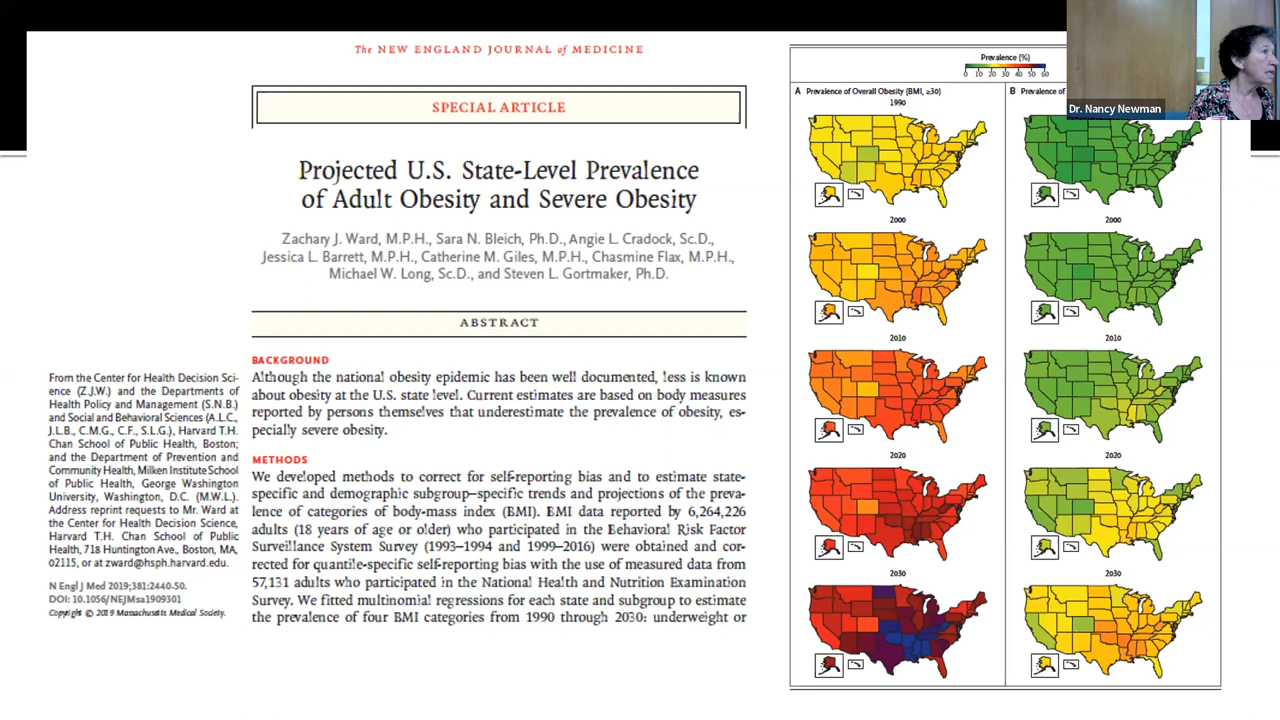 The NEW ENGLAND JOURNAL of MEDICINE
SPECIAL ARTICLE
Projected U.S. State-Level Prevalence
of Adult Obesity and Severe Obesity
Zachary J. Ward, M.P.H., Sara N. Bleich, Ph.D., Angie L. Cradock, Sc.D.,
Jessica L. Barrett, M.P.H., Catherine M. Giles, M.P.H., Chasmine Flax, M.P.H.,
Michael W. Long, Sc.D., and Steven L. Gortmaker, Ph.D.
ABSTRACT
From the Center for Health Decision Sci-
ence (Z.J.W.) and the Departments of
Health Policy and Management (S.N.B.)
and Social and Behavioral Sciences (A.L.C.,
J.L.B., C.M.G., C.F., S.L.G.), Harvard T.H.
Chan School of Public Health, Boston;
and the Department of Prevention and
Community Health, Milken Institute School
of Public Health, George Washington
University, Washington, D.C. (M.W.L.).
Address reprint requests to Mr. Ward at
the Center for Health Decision Science,
Harvard T.H. Chan School of Public
Health, 718 Huntington Ave., Boston, MA,
02115, or at zward@hsph.harvard.edu.
N Engl J Med 2019;381:2440-50.
DOI: 10.1056/NEJMsa1909301
Copyright © 2019 Massachusetts Medical Society.
BACKGROUND
Although the national obesity epidemic has been well documented, less is known
about obesity at the U.S. state level. Current estimates are based on body measures
reported by persons themselves that underestimate the prevalence of obesity, es-
pecially severe obesity.
METHODS
We developed methods to correct for self-reporting bias and to estimate state-
specific and demographic subgroup–specific trends and projections of the preva-
lence of categories of body-mass index (BMI). BMI data reported by 6,264,226
adults (18 years of age or older) who participated in the Behavioral Risk Factor
Surveillance System Survey (1993–1994 and 1999–2016) were obtained and cor-
rected for quantile-specific self-reporting bias with the use of measured data from
57,131 adults who participated in the National Health and Nutrition Examination
Survey. We fitted multinomial regressions for each state and subgroup to estimate
the prevalence of four BMI categories from 1990 through 2030: underweight or
Prevalence (%)
0 10 20 30 40 50 60
A Prevalence of Overall Obesity (BMI, ≥30)
1990
2000
2010
2020
2030
B Prevalence of
2000
2010
2020
2030
Dr. Nancy Newman